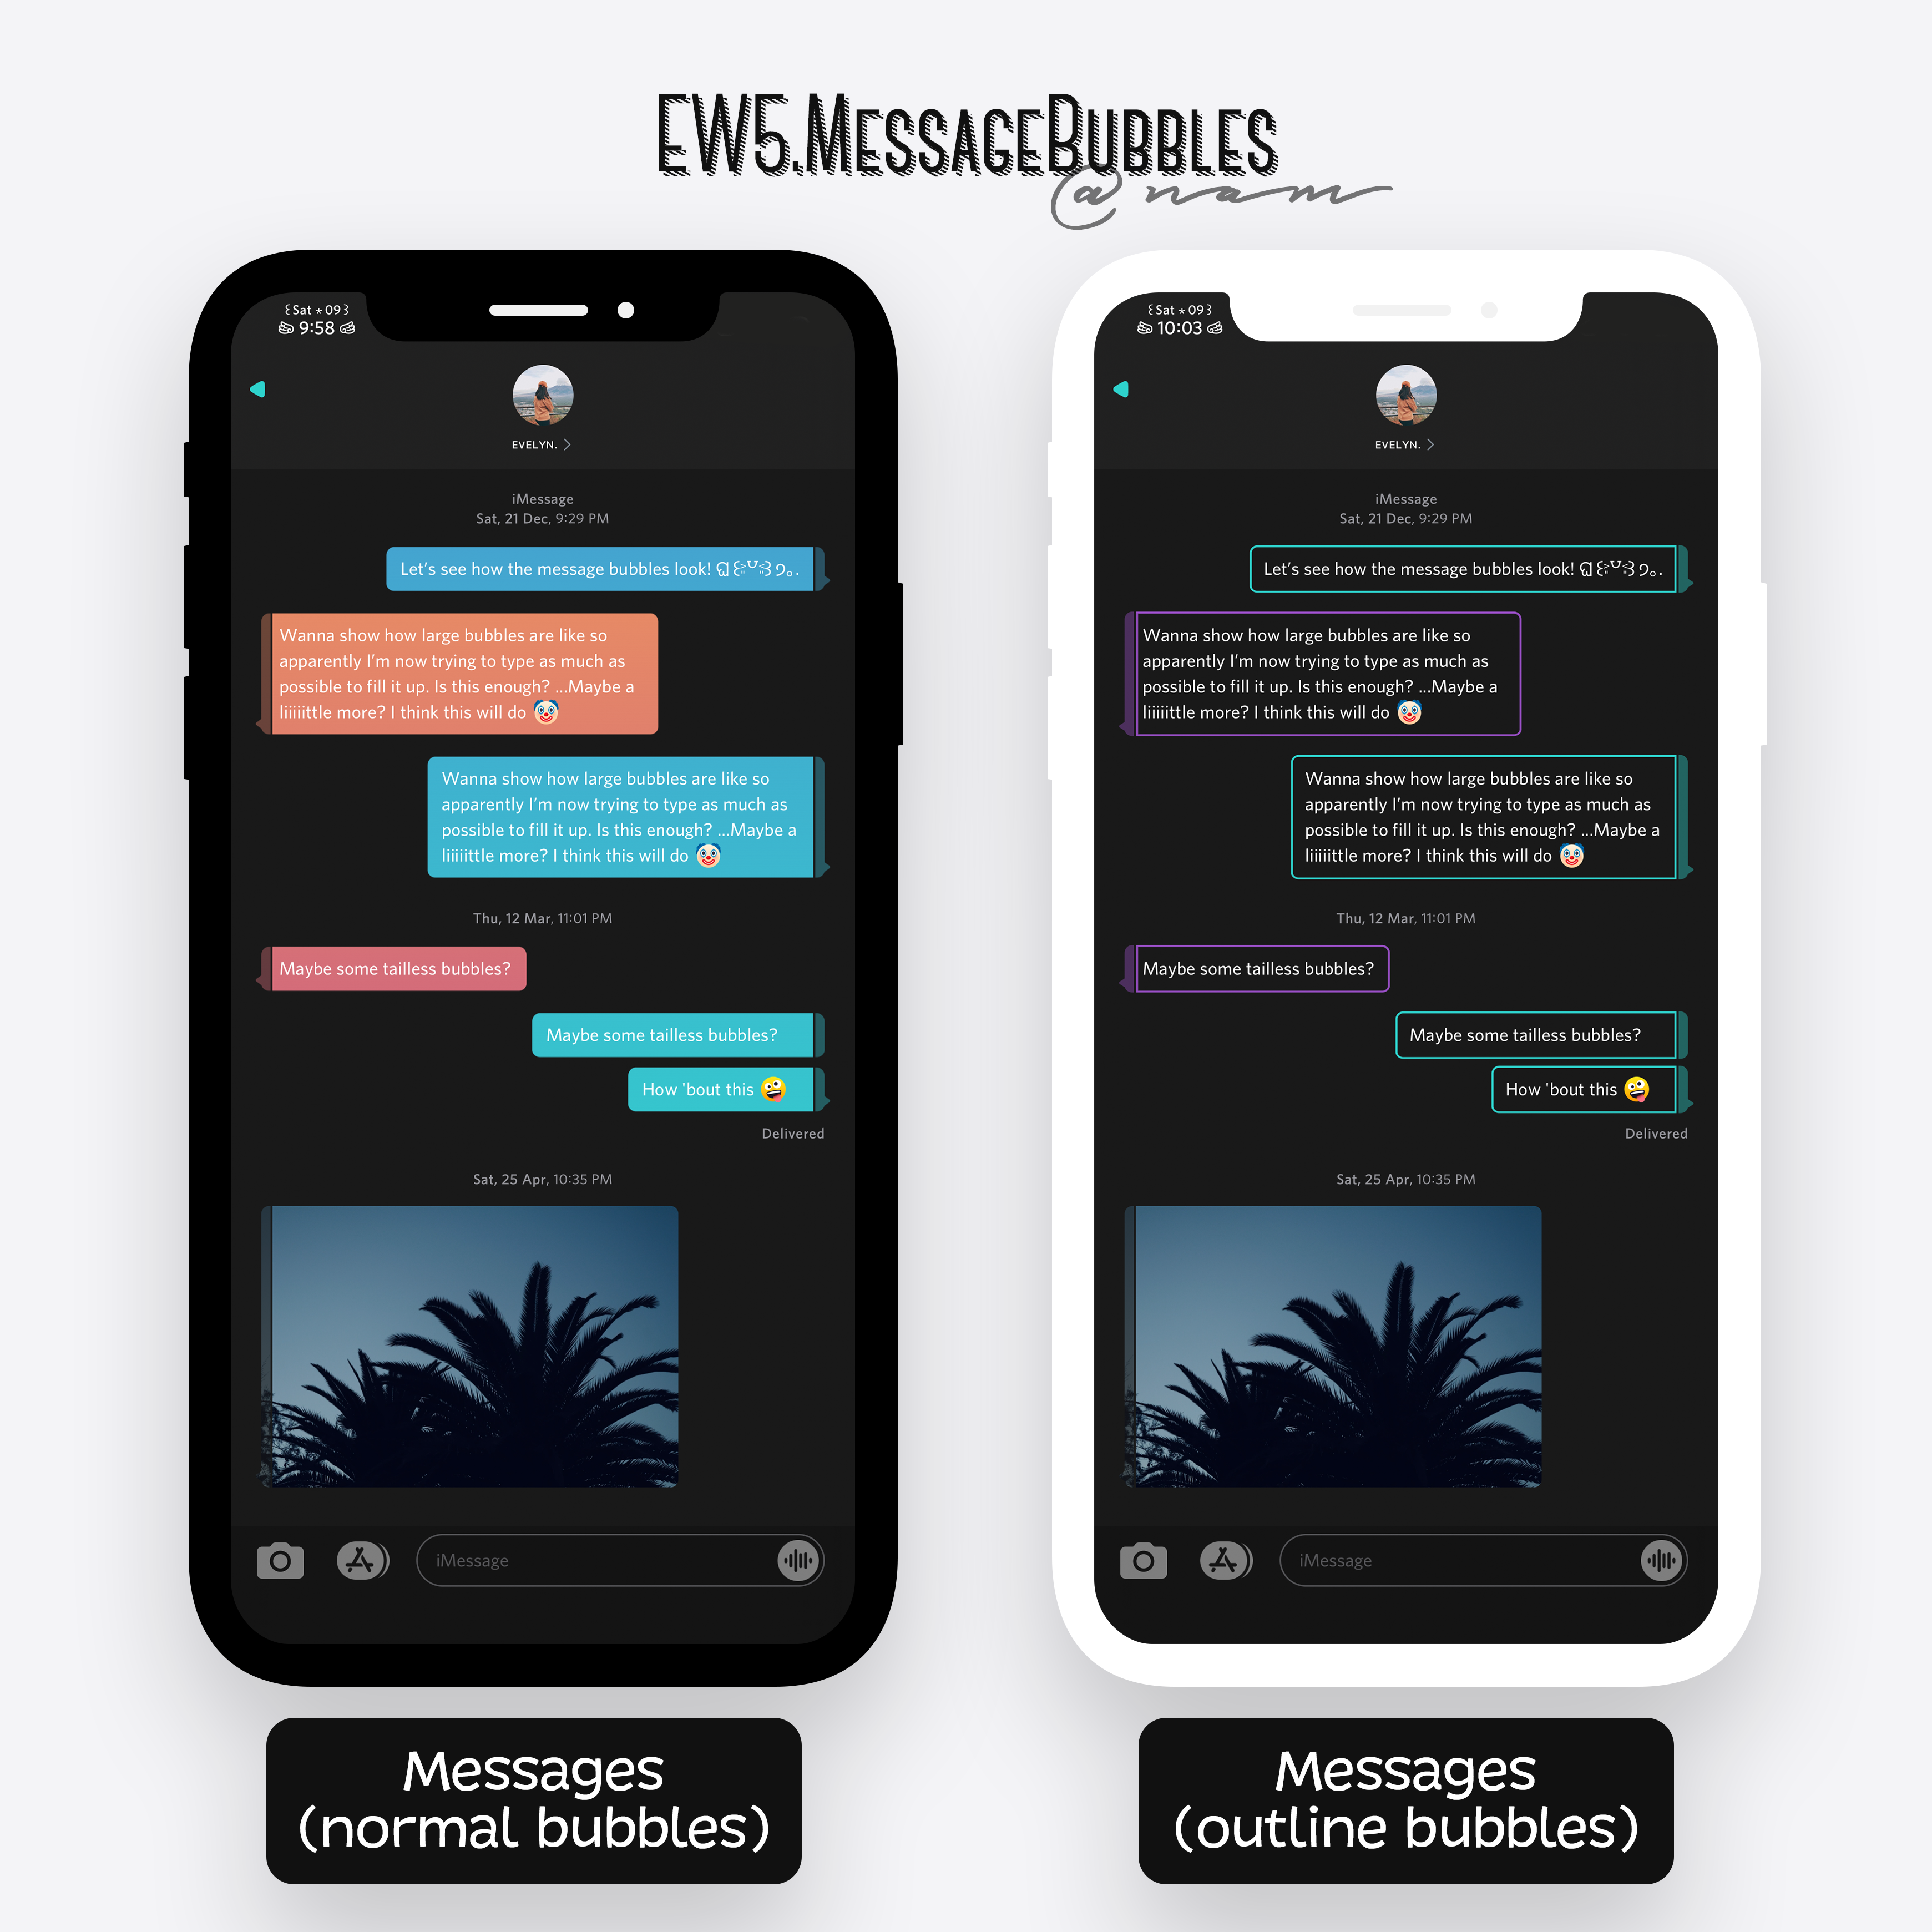 EW5.MessageBubbles
@nam
Sat ⋆ 09
9:58
EVELYN.
iMessage
Sat, 21 Dec, 9:29 PM
Let's see how the message bubbles look!
Wanna show how large bubbles are like so
apparently I'm now trying to type as much as
possible to fill it up. Is this enough? ...Maybe a
liiiiittle more? I think this will do 🤡
Wanna show how large bubbles are like so
apparently I'm now trying to type as much as
possible to fill it up. Is this enough? ...Maybe a
liiiiittle more? I think this will do 🤡
Thu, 12 Mar, 11:01 PM
Maybe some tailless bubbles?
Maybe some tailless bubbles?
How 'bout this 🤪
Delivered
Sat, 25 Apr, 10:35 PM
iMessage
Messages
(normal bubbles)
Sat ⋆ 09
10:03
EVELYN.
iMessage
Sat, 21 Dec, 9:29 PM
Let's see how the message bubbles look!
Wanna show how large bubbles are like so
apparently I'm now trying to type as much as
possible to fill it up. Is this enough? ...Maybe a
liiiiittle more? I think this will do 🤡
Wanna show how large bubbles are like so
apparently I'm now trying to type as much as
possible to fill it up. Is this enough? ...Maybe a
liiiiittle more? I think this will do 🤡
Thu, 12 Mar, 11:01 PM
Maybe some tailless bubbles?
Maybe some tailless bubbles?
How 'bout this 🤪
Delivered
Sat, 25 Apr, 10:35 PM
iMessage
Messages
(outline bubbles)